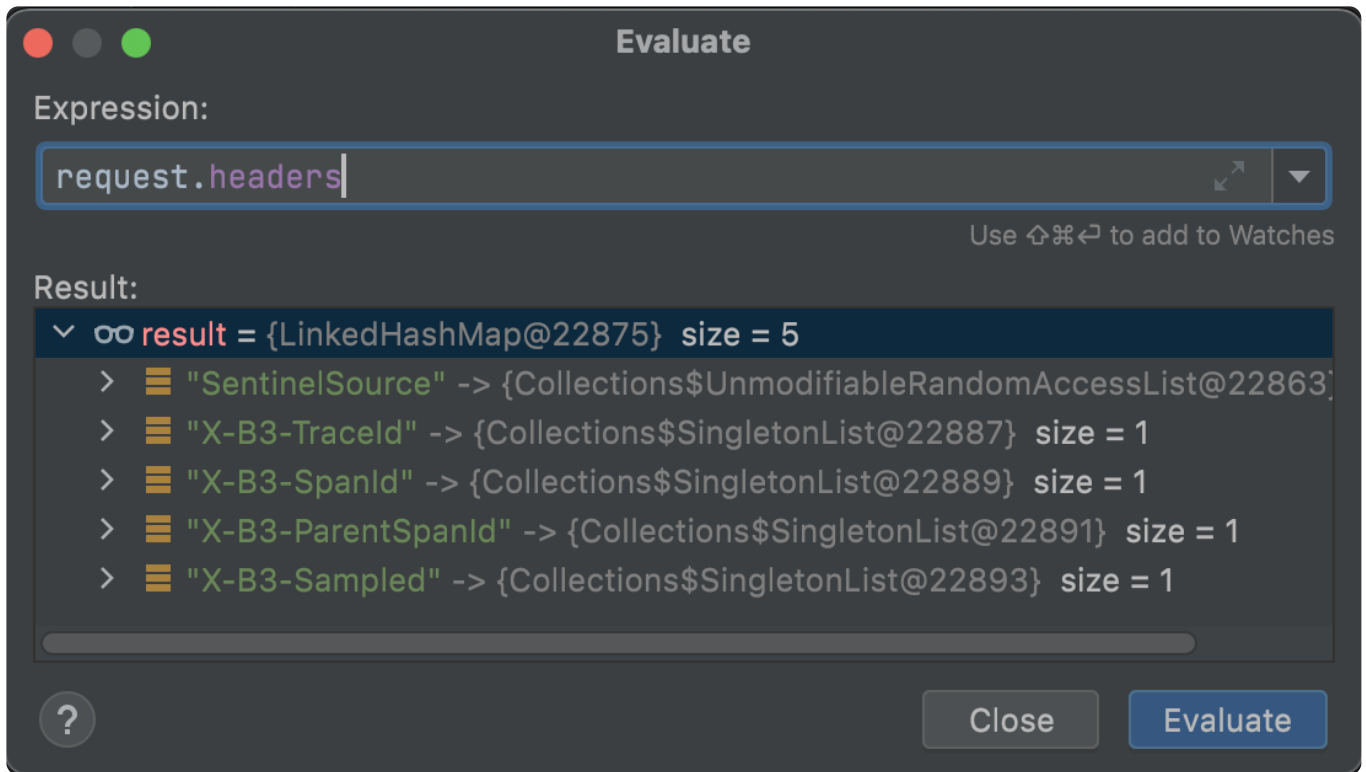 Evaluate
Expression:
request.headers
Use ⇧⌘⏎ to add to Watches
Result:
result = {LinkedHashMap@22875} size = 5
"SentinelSource" -> {Collections$UnmodifiableRandomAccessList@22863}
"X-B3-TraceId" -> {Collections$SingletonList@22887} size = 1
"X-B3-SpanId" -> {Collections$SingletonList@22889} size = 1
"X-B3-ParentSpanId" -> {Collections$SingletonList@22891} size = 1
"X-B3-Sampled" -> {Collections$SingletonList@22893} size = 1
?
Close
Evaluate